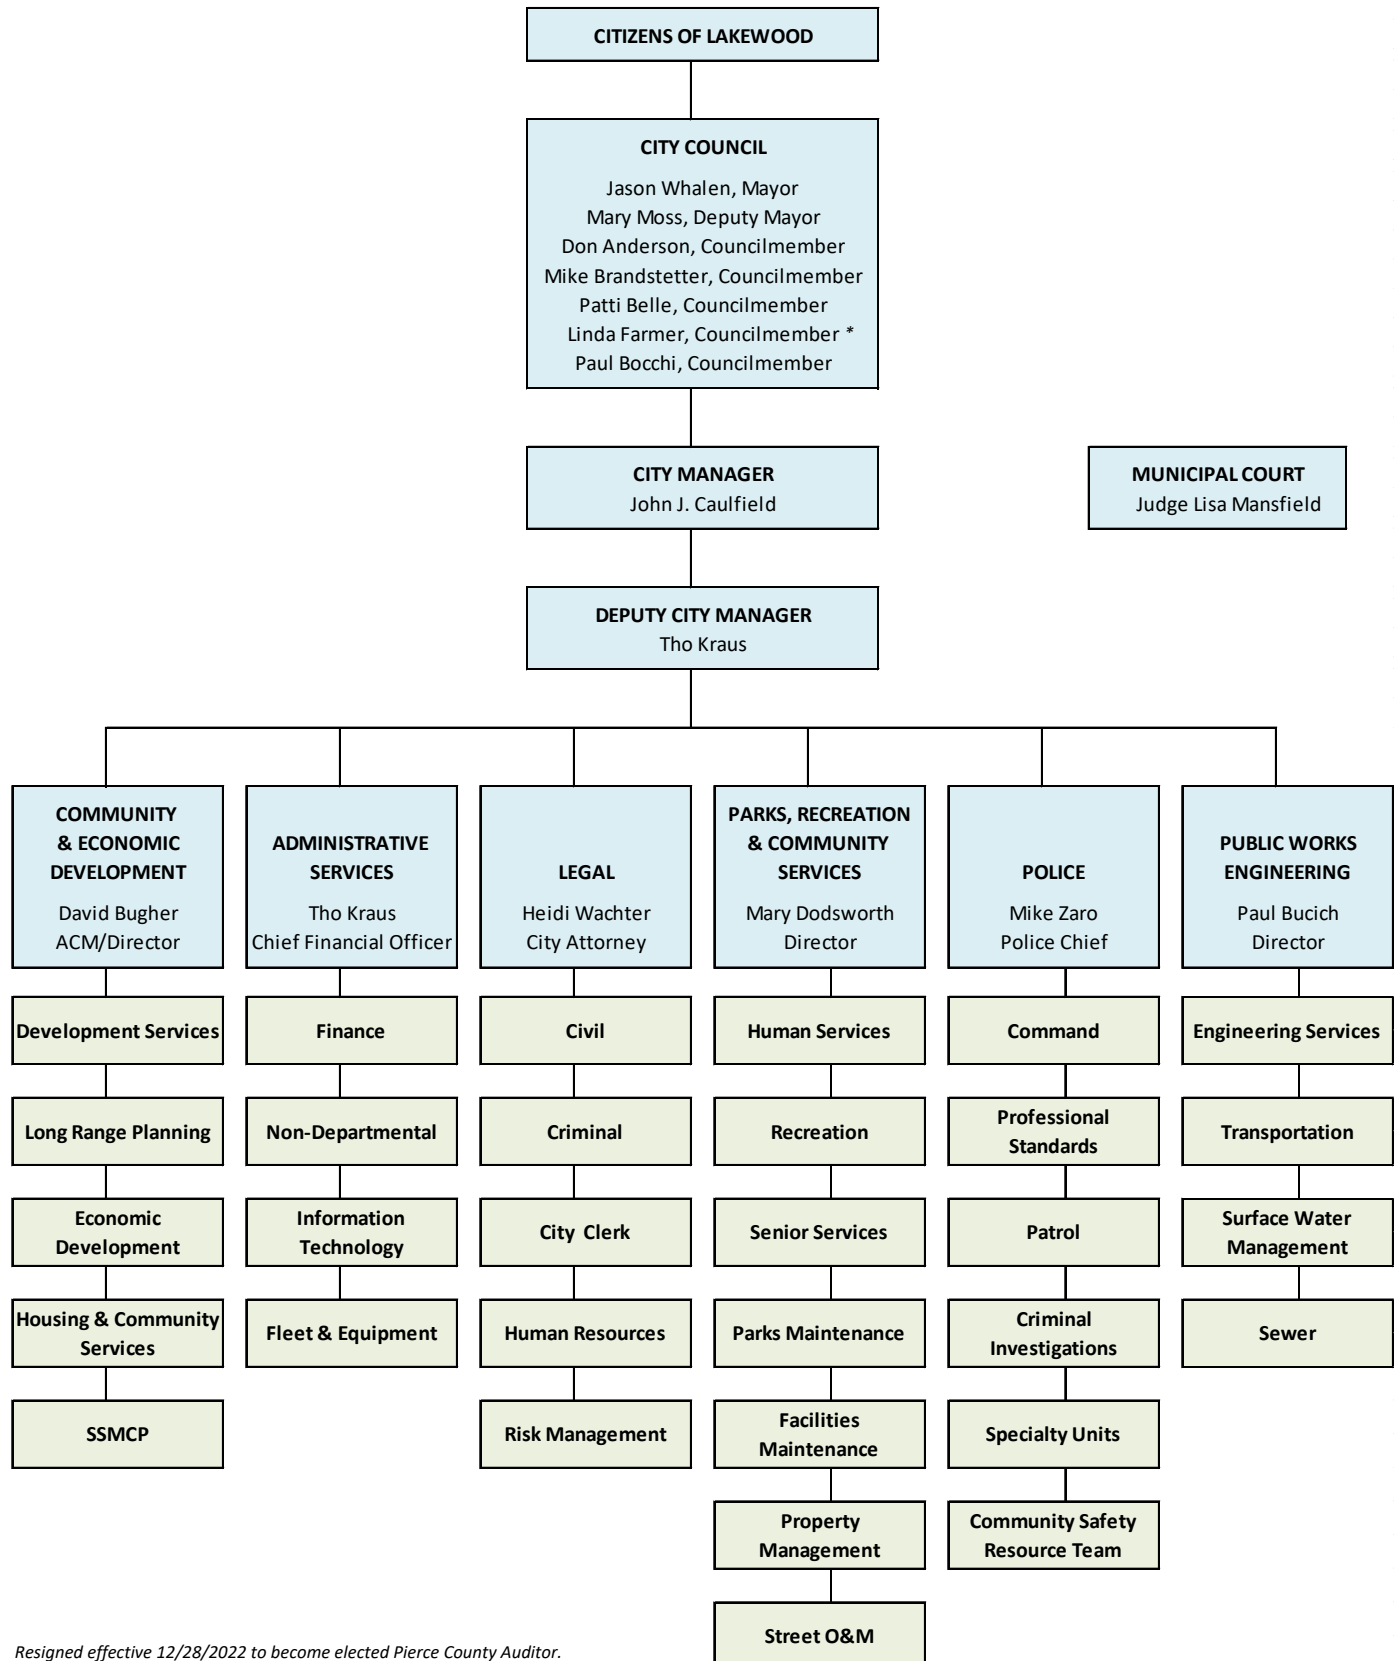 CITIZENS OF LAKEWOOD
CITY COUNCIL
Jason Whalen, Mayor
Mary Moss, Deputy Mayor
Don Anderson, Councilmember
Mike Brandstetter, Councilmember
Patti Belle, Councilmember
Linda Farmer, Councilmember *
Paul Bocchi, Councilmember
CITY MANAGER
John J. Caulfield
MUNICIPAL COURT
Judge Lisa Mansfield
DEPUTY CITY MANAGER
Tho Kraus
COMMUNITY
& ECONOMIC
DEVELOPMENT
David Bugher
ACM/Director
Development Services
Long Range Planning
Economic
Development
Housing & Community
Services
SSMCP
ADMINISTRATIVE
SERVICES
Tho Kraus
Chief Financial Officer
Finance
Non-Departmental
Information
Technology
Fleet & Equipment
LEGAL
Heidi Wachter
City Attorney
Civil
Criminal
City Clerk
Human Resources
Risk Management
PARKS, RECREATION
& COMMUNITY
SERVICES
Mary Dodsworth
Director
Human Services
Recreation
Senior Services
Parks Maintenance
Facilities
Maintenance
Property
Management
Street O&M
POLICE
Mike Zaro
Police Chief
Command
Professional
Standards
Patrol
Criminal
Investigations
Specialty Units
Community Safety
Resource Team
PUBLIC WORKS
ENGINEERING
Paul Bucich
Director
Engineering Services
Transportation
Surface Water
Management
Sewer
Resigned effective 12/28/2022 to become elected Pierce County Auditor.